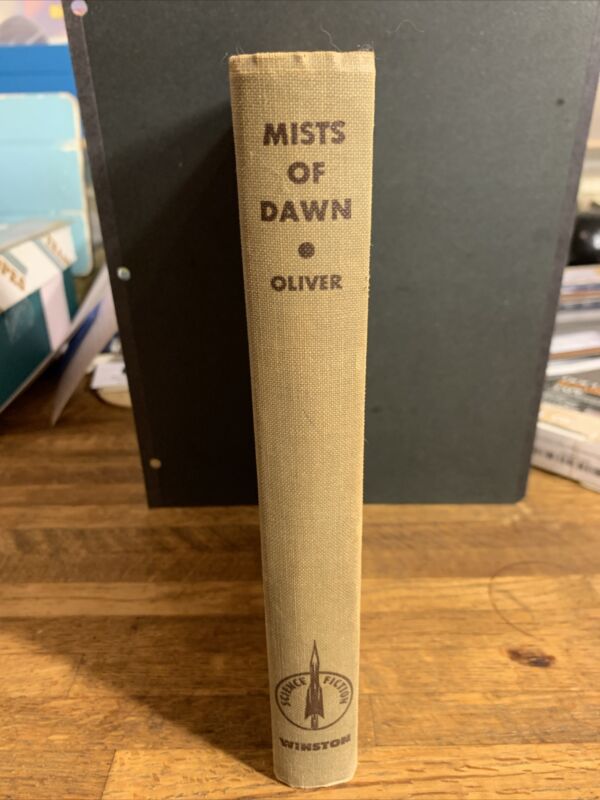 MISTS
OF
DAWN
•
OLIVER
SCIENCE FICTION
WINSTON